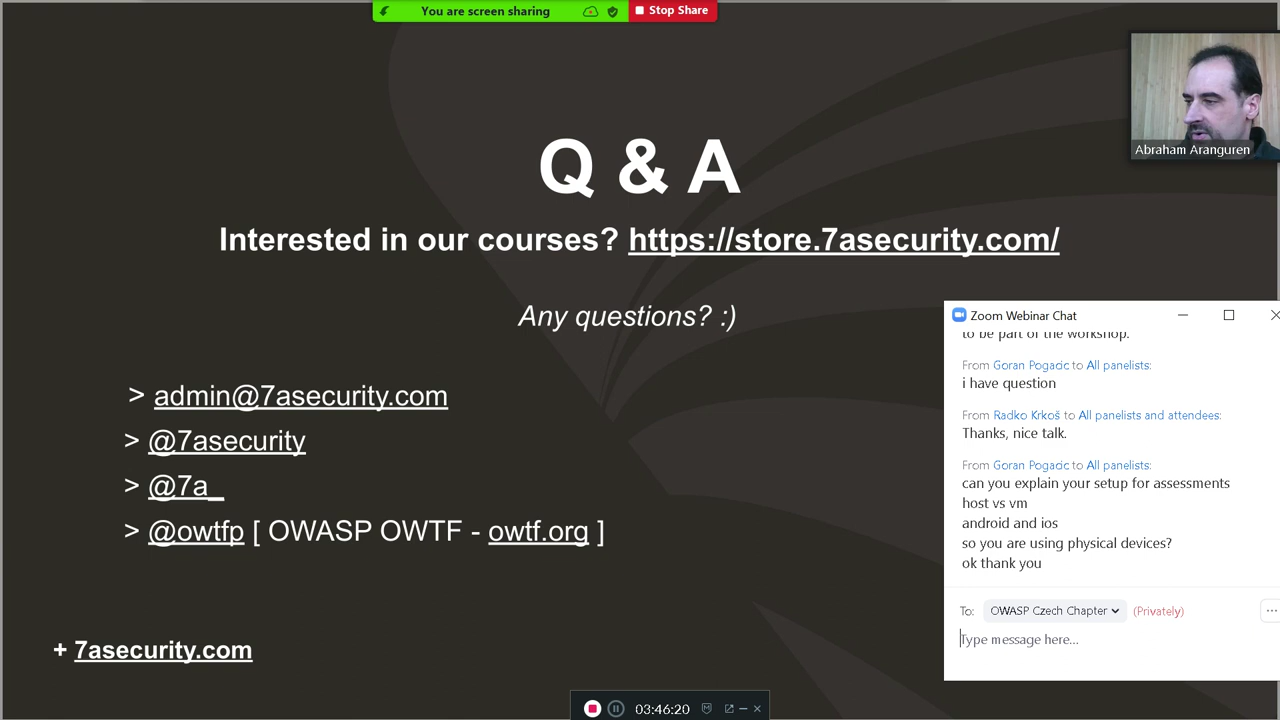 You are screen sharing
Stop Share
Abraham Aranguren
Q & A
Interested in our courses? https://store.7asecurity.com/
Any questions? :)
> admin@7asecurity.com
> @7asecurity
> @7a_
> @owtfp [ OWASP OWTF - owtf.org ]
+ 7asecurity.com
Zoom Webinar Chat
to be part of the workshop.
From Goran Pogacic to All panelists:
i have question
From Radko Krkoš to All panelists and attendees:
Thanks, nice talk.
From Goran Pogacic to All panelists:
can you explain your setup for assessments
host vs vm
android and ios
so you are using physical devices?
ok thank you
To: OWASP Czech Chapter (Privately)
Type message here...
03:46:20